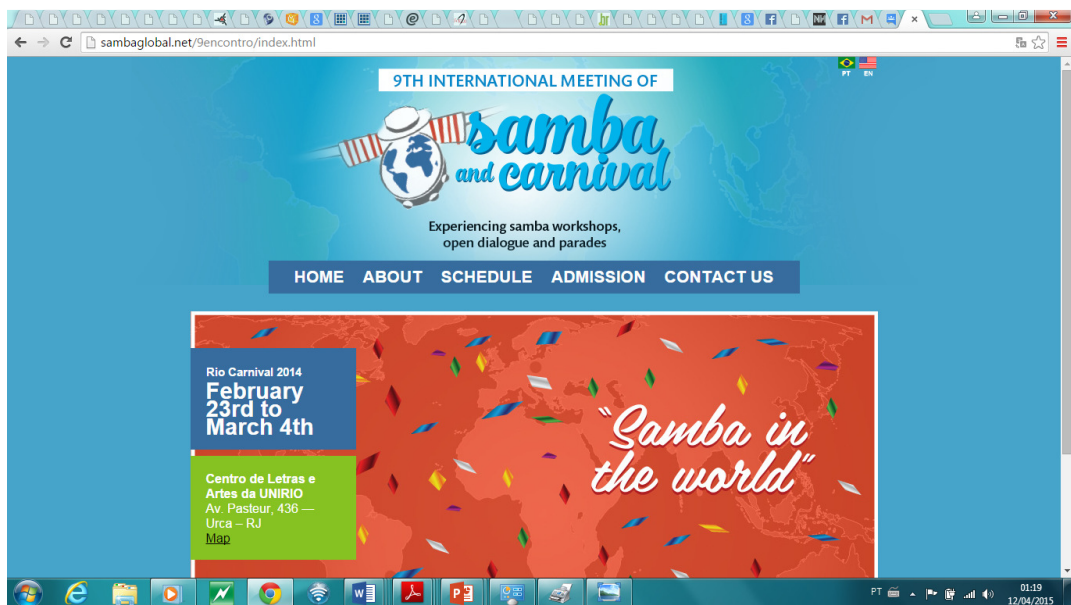 sambaglobal.net/9encontro/index.html
PT EN
9TH INTERNATIONAL MEETING OF
samba
and carnival
Experiencing samba workshops,
open dialogue and parades
HOME ABOUT SCHEDULE ADMISSION CONTACT US
Rio Carnival 2014
February
23rd to
March 4th
Centro de Letras e
Artes da UNIRIO
Av. Pasteur, 436 —
Urca – RJ
Map
"Samba in
the world"
PT
01:19
12/04/2015